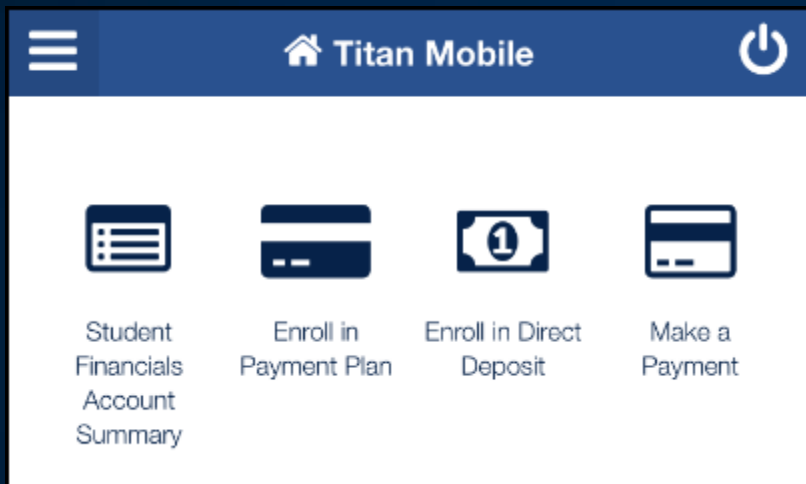 Titan Mobile
Student
Financials
Account
Summary
Enroll in
Payment Plan
1
Enroll in Direct
Deposit
Make a
Payment